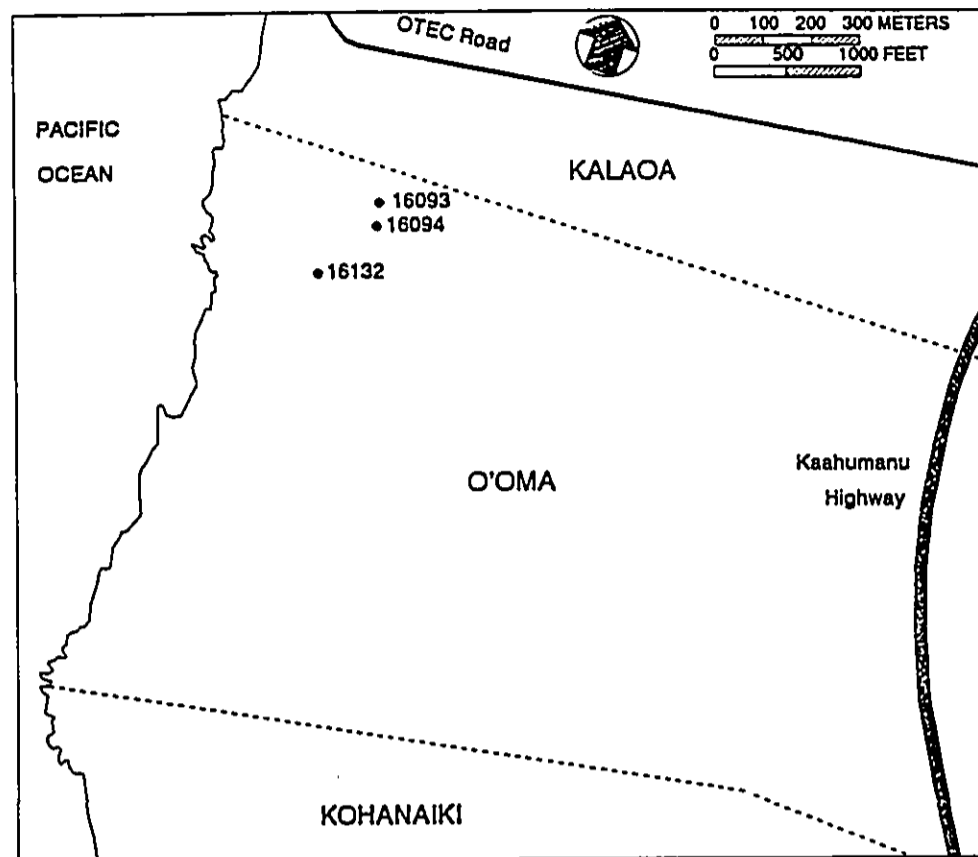 OTEC Road
0 100 200 300 METERS
0 500 1000 FEET
PACIFIC
OCEAN
KALAOA
16093
16094
16132
O'OMA
Kaahumanu
Highway
KOHANAIKI